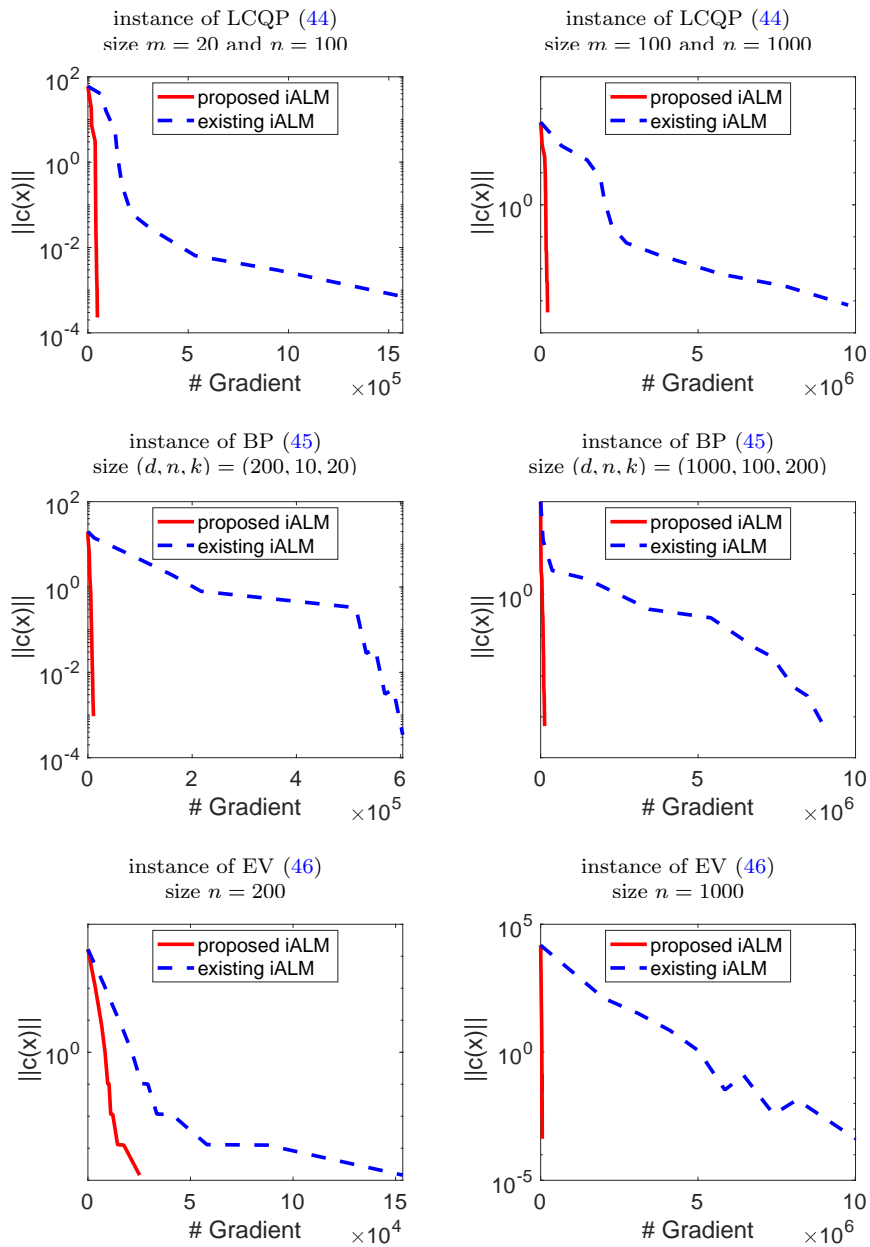 instance of LCQP (44)
size m = 20 and n = 100
10^2
10^0
10^-2
10^-4
||c(x)||
proposed iALM
existing iALM
0 5 10 15
# Gradient
×10^5
instance of LCQP (44)
size m = 100 and n = 1000
10^0
||c(x)||
proposed iALM
existing iALM
0 5 10
# Gradient
×10^6
instance of BP (45)
size (d, n, k) = (200, 10, 20)
10^2
10^0
10^-2
10^-4
||c(x)||
proposed iALM
existing iALM
0 2 4 6
# Gradient
×10^5
instance of BP (45)
size (d, n, k) = (1000, 100, 200)
10^0
||c(x)||
proposed iALM
existing iALM
0 5 10
# Gradient
×10^6
instance of EV (46)
size n = 200
10^0
||c(x)||
proposed iALM
existing iALM
0 5 10 15
# Gradient
×10^4
instance of EV (46)
size n = 1000
10^5
10^0
10^-5
||c(x)||
proposed iALM
existing iALM
0 5 10
# Gradient
×10^6